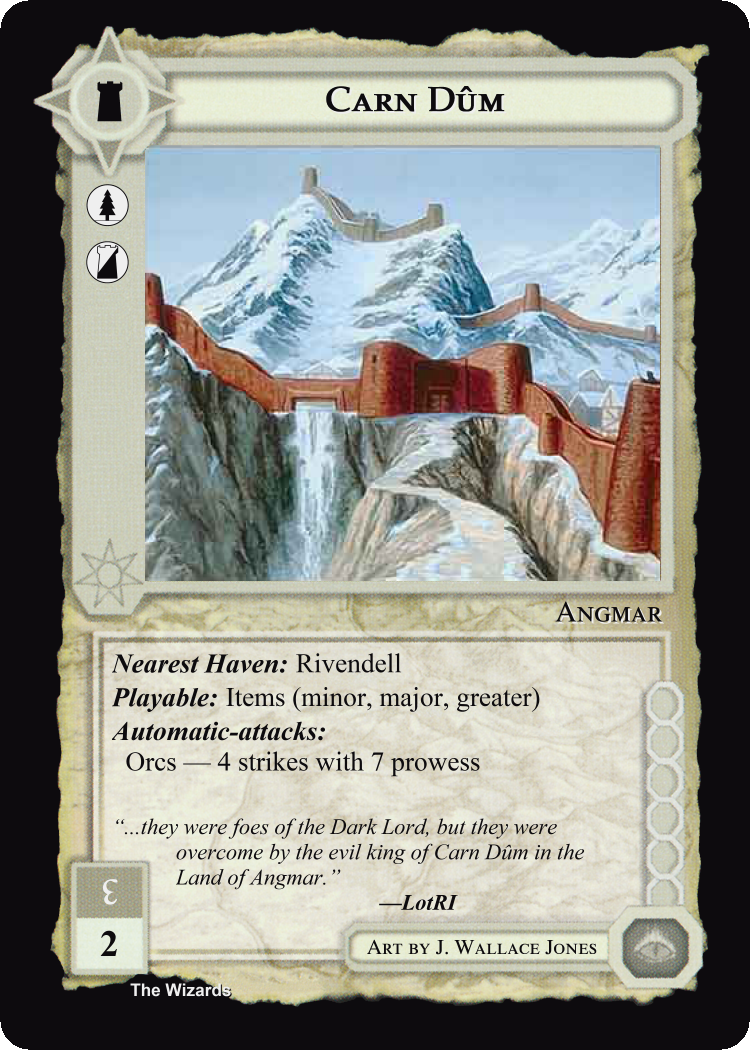 Carn Dûm
Angmar
Nearest Haven: Rivendell
Playable: Items (minor, major, greater)
Automatic-attacks:
Orcs — 4 strikes with 7 prowess
“...they were foes of the Dark Lord, but they were
overcome by the evil king of Carn Dûm in the
Land of Angmar.”
—LotRI
ε
2
Art by J. Wallace Jones
The Wizards